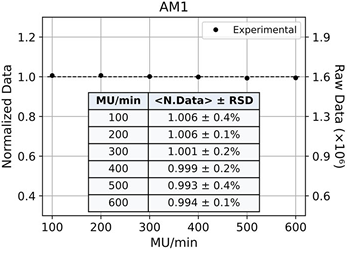 AM1
Experimental
Normalized Data
1.2
1.0
0.8
0.6
0.4
Raw Data (×10⁶)
1.9
1.6
1.3
0.9
0.6
MU/min <N.Data> ± RSD
100 1.006 ± 0.4%
200 1.006 ± 0.1%
300 1.001 ± 0.2%
400 0.999 ± 0.2%
500 0.993 ± 0.4%
600 0.994 ± 0.1%
100 200 300 400 500 600
MU/min